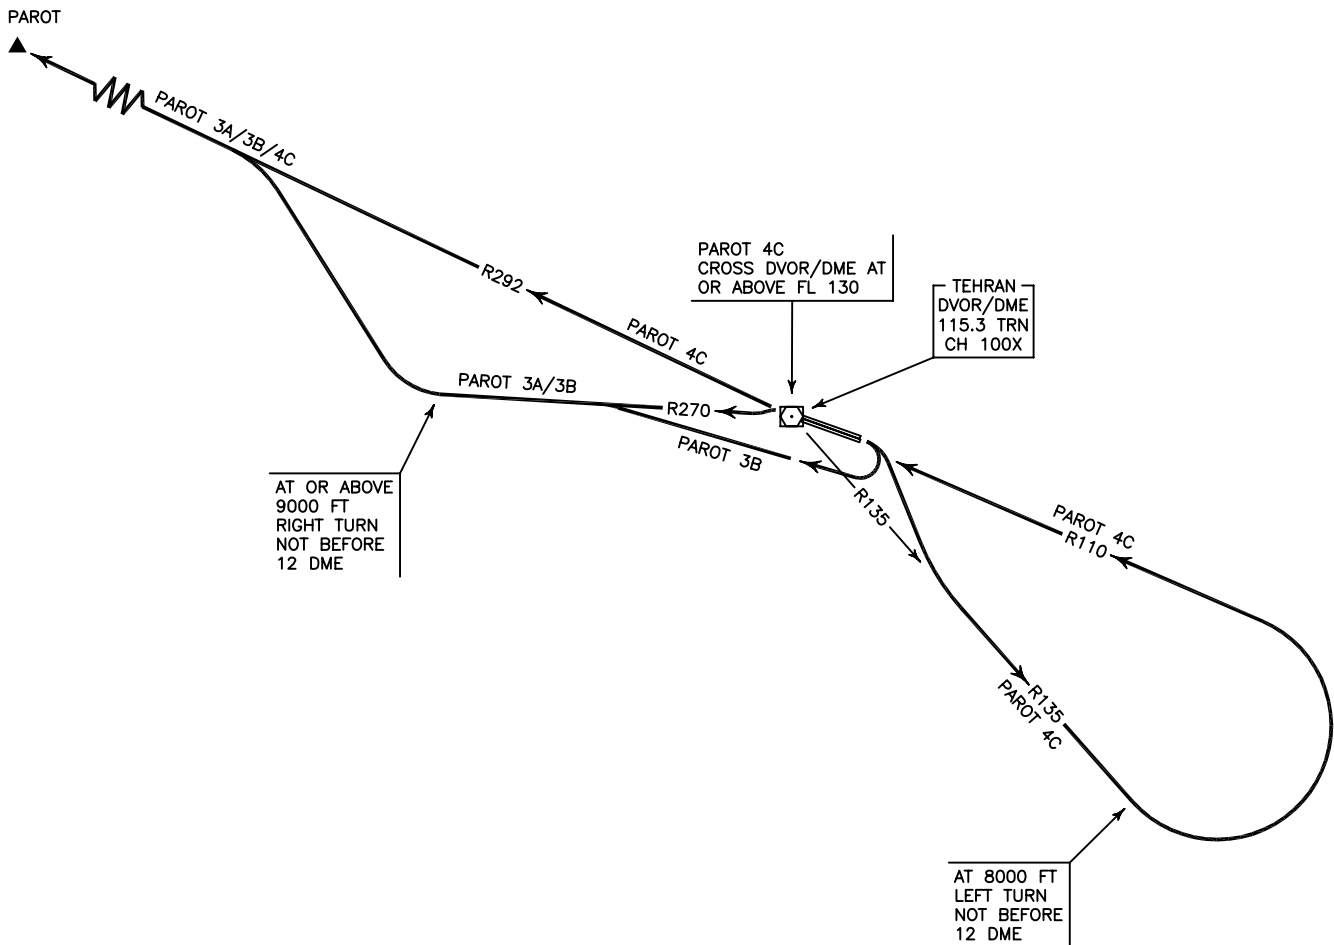 PAROT
PAROT 3A/3B/4C
PAROT 4C
CROSS DVOR/DME AT
OR ABOVE FL 130
TEHRAN
DVOR/DME
115.3 TRN
CH 100X
R292
PAROT 4C
PAROT 3A/3B
R270
PAROT 3B
AT OR ABOVE
9000 FT
RIGHT TURN
NOT BEFORE
12 DME
R135
PAROT 4C
R110
R135
PAROT 4C
AT 8000 FT
LEFT TURN
NOT BEFORE
12 DME